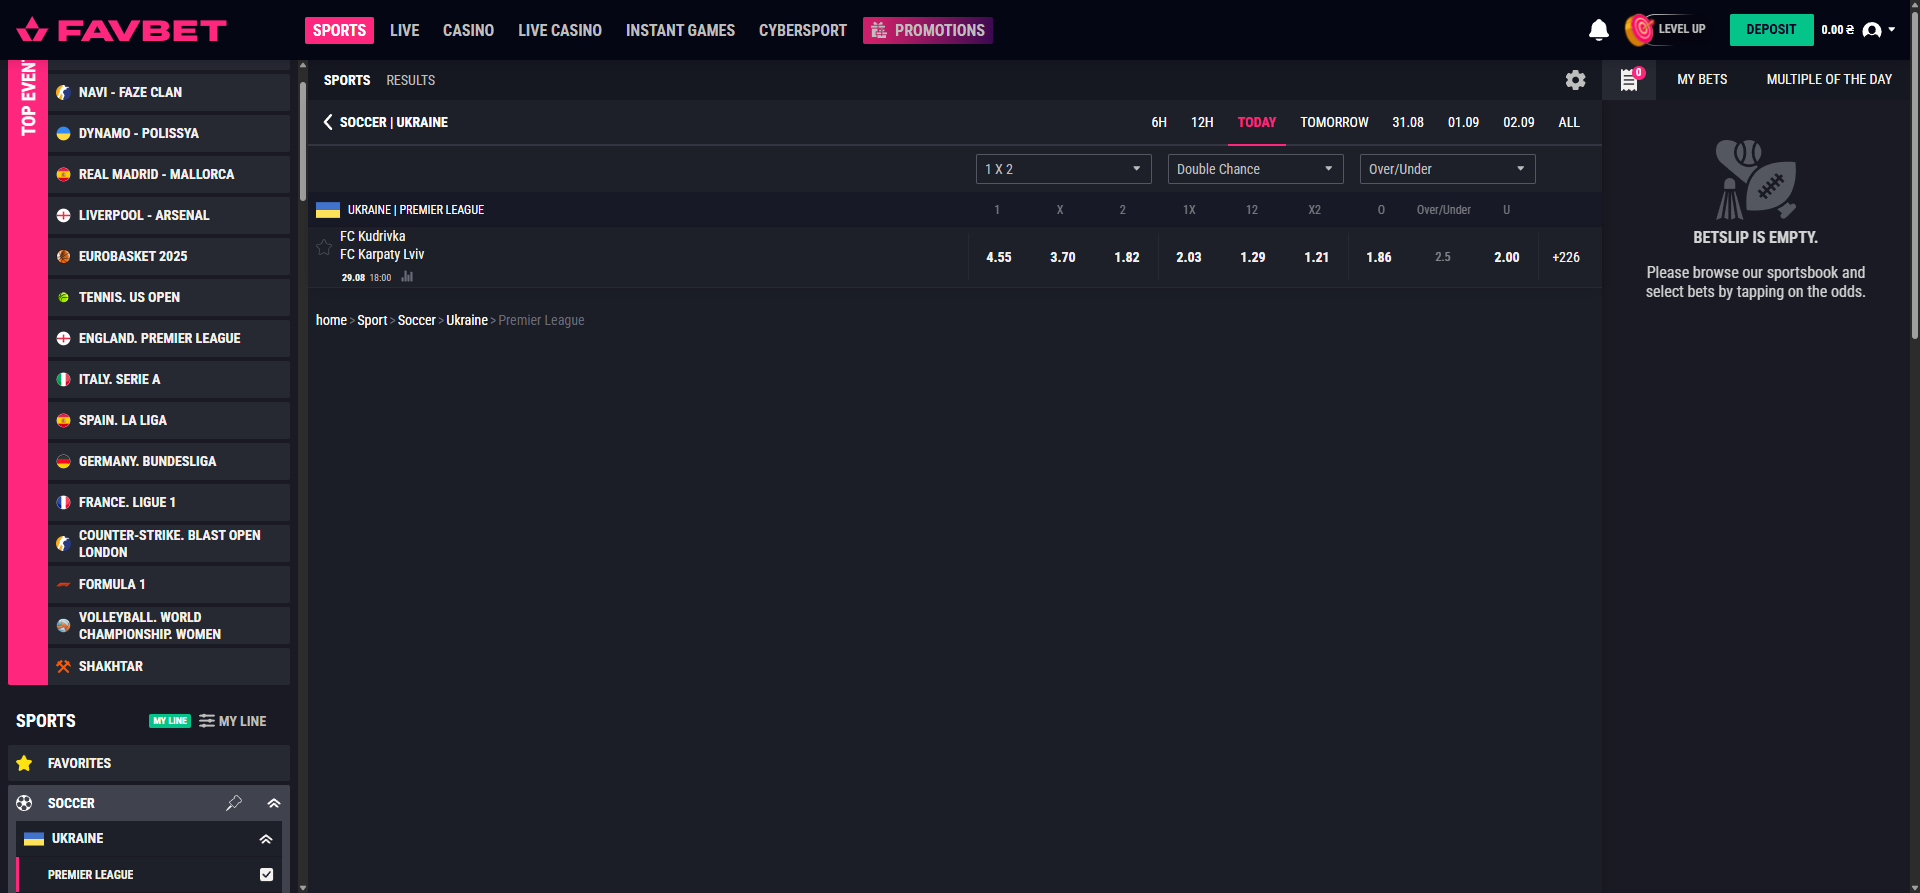 FAVBET
SPORTS
LIVE
CASINO
LIVE CASINO
INSTANT GAMES
CYBERSPORT
PROMOTIONS
LEVEL UP
DEPOSIT
0.00 ₴
TOP EVEN
NAVI - FAZE CLAN
DYNAMO - POLISSYA
REAL MADRID - MALLORCA
LIVERPOOL - ARSENAL
EUROBASKET 2025
TENNIS. US OPEN
ENGLAND. PREMIER LEAGUE
ITALY. SERIE A
SPAIN. LA LIGA
GERMANY. BUNDESLIGA
FRANCE. LIGUE 1
COUNTER-STRIKE. BLAST OPEN
LONDON
FORMULA 1
VOLLEYBALL. WORLD
CHAMPIONSHIP. WOMEN
SHAKHTAR
SPORTS
MY LINE
MY LINE
FAVORITES
SOCCER
UKRAINE
PREMIER LEAGUE
SPORTS
RESULTS
SOCCER | UKRAINE
6H
12H
TODAY
TOMORROW
31.08
01.09
02.09
ALL
1 X 2
Double Chance
Over/Under
UKRAINE | PREMIER LEAGUE
1
X
2
1X
12
X2
O
Over/Under
U
FC Kudrivka
FC Karpaty Lviv
29.08 18:00
4.55
3.70
1.82
2.03
1.29
1.21
1.86
2.5
2.00
+226
home > Sport > Soccer > Ukraine > Premier League
0
MY BETS
MULTIPLE OF THE DAY
BETSLIP IS EMPTY.
Please browse our sportsbook and
select bets by tapping on the odds.